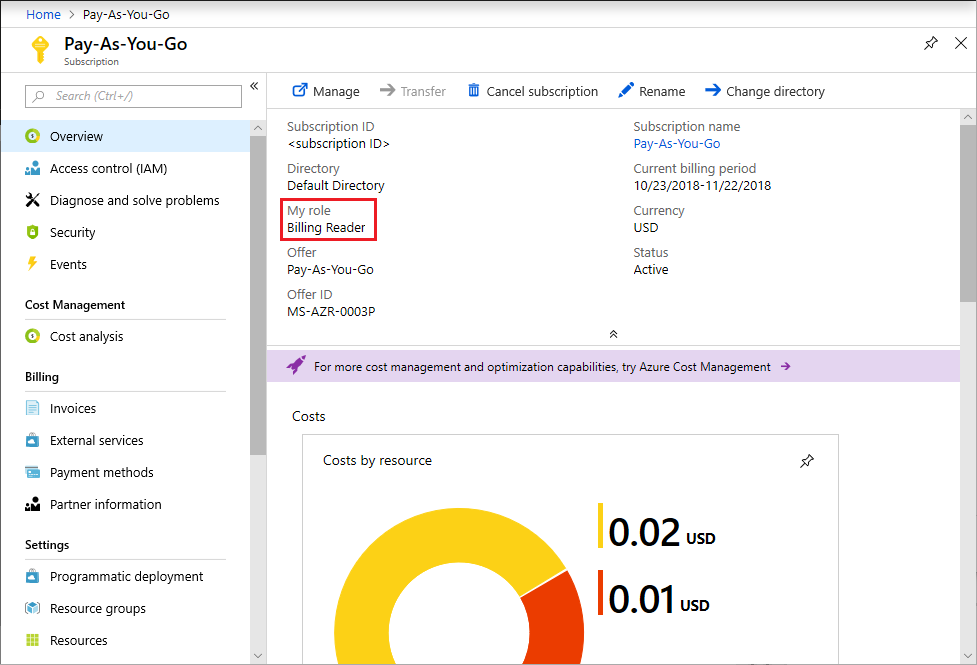 Home > Pay-As-You-Go
Pay-As-You-Go
Subscription
Search (Ctrl+/)
Overview
Access control (IAM)
Diagnose and solve problems
Security
Events
Cost Management
Cost analysis
Billing
Invoices
External services
Payment methods
Partner information
Settings
Programmatic deployment
Resource groups
Resources
Manage
Transfer
Cancel subscription
Rename
Change directory
Subscription ID
<subscription ID>
Directory
Default Directory
My role
Billing Reader
Offer
Pay-As-You-Go
Offer ID
MS-AZR-0003P
Subscription name
Pay-As-You-Go
Current billing period
10/23/2018-11/22/2018
Currency
USD
Status
Active
For more cost management and optimization capabilities, try Azure Cost Management
Costs
Costs by resource
0.02 USD
0.01 USD